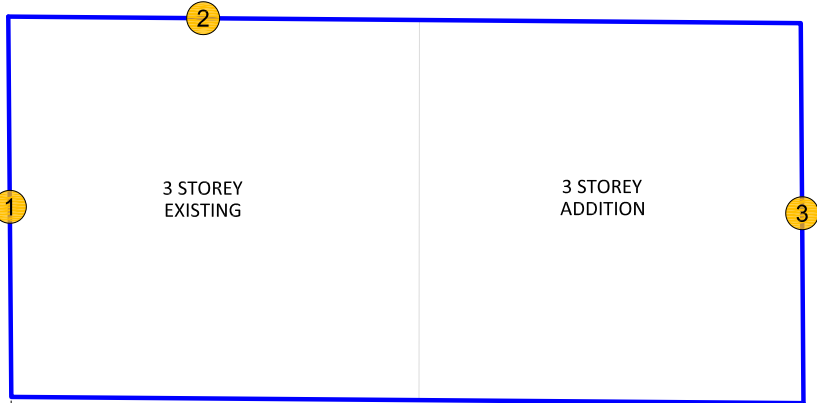 2
3 STOREY
EXISTING
3 STOREY
ADDITION
1
3